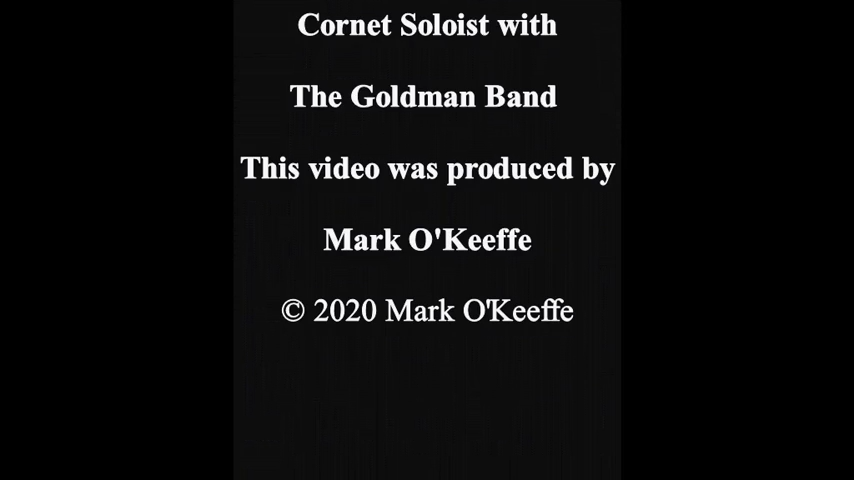 Cornet Soloist with
The Goldman Band
This video was produced by
Mark O'Keeffe
© 2020 Mark O'Keeffe